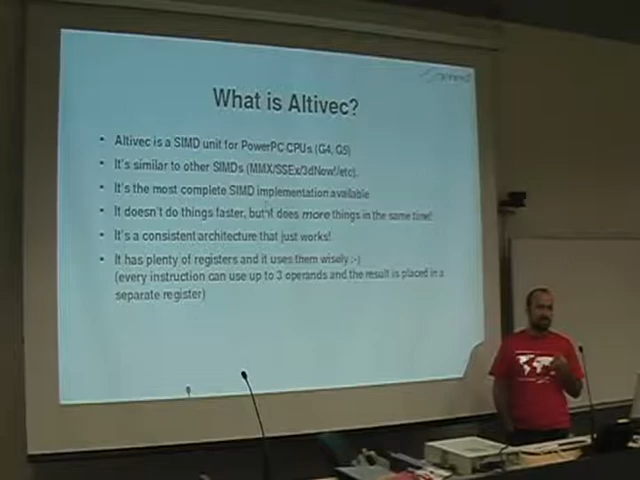 What is Altivec?
• Altivec is a SIMD unit for PowerPC CPUs (G4, G5)
• It's similar to other SIMDs (MMX/SSEx/3dNow!/etc).
• It's the most complete SIMD implementation available
• It doesn't do things faster, but it does more things in the same time!
• It's a consistent architecture that just works!
• It has plenty of registers and it uses them wisely :-)
(every instruction can use up to 3 operands and the result is placed in a
separate register)